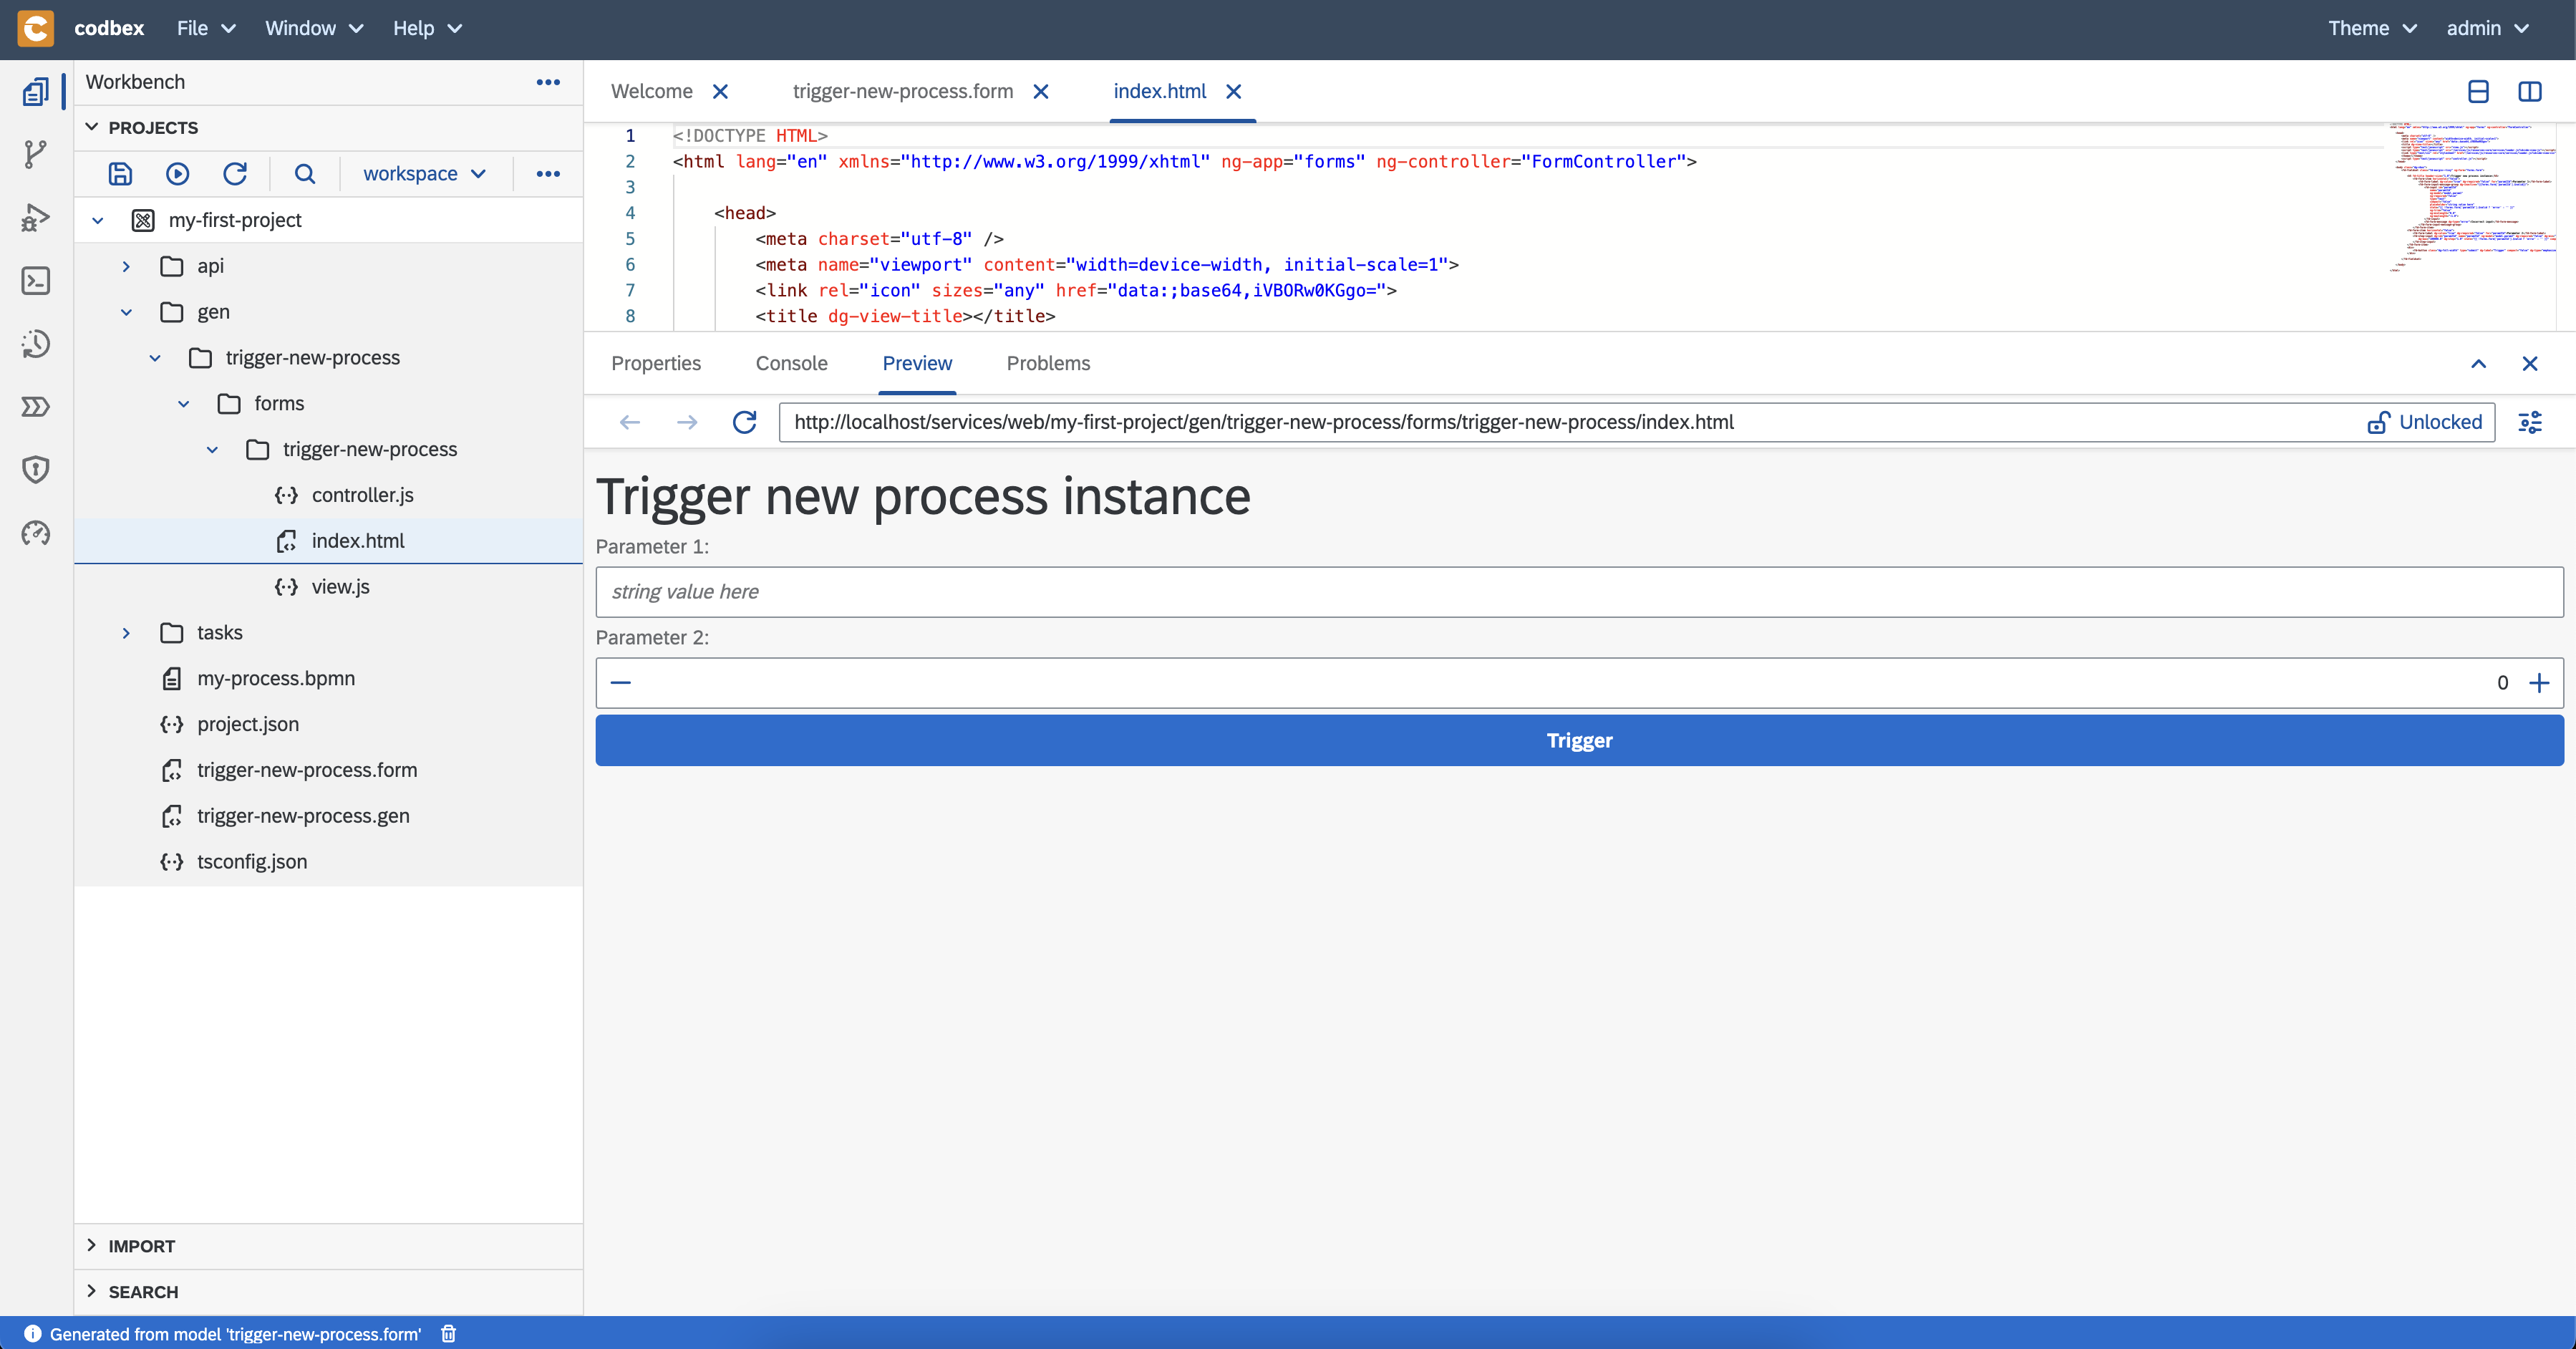 codbex File Window Help Theme admin
Workbench
PROJECTS
workspace
my-first-project
api
gen
trigger-new-process
forms
trigger-new-process
controller.js
index.html
view.js
tasks
my-process.bpmn
project.json
trigger-new-process.form
trigger-new-process.gen
tsconfig.json
IMPORT
SEARCH
Welcome trigger-new-process.form index.html
1 <!DOCTYPE HTML>
2 <html lang="en" xmlns="http://www.w3.org/1999/xhtml" ng-app="forms" ng-controller="FormController">
3
4 <head>
5 <meta charset="utf-8" />
6 <meta name="viewport" content="width=device-width, initial-scale=1">
7 <link rel="icon" sizes="any" href="data:;base64,iVBORw0KGgo=">
8 <title dg-view-title></title>
Properties Console Preview Problems
http://localhost/services/web/my-first-project/gen/trigger-new-process/forms/trigger-new-process/index.html Unlocked
Trigger new process instance
Parameter 1:
string value here
Parameter 2:
0
Trigger
Generated from model 'trigger-new-process.form'